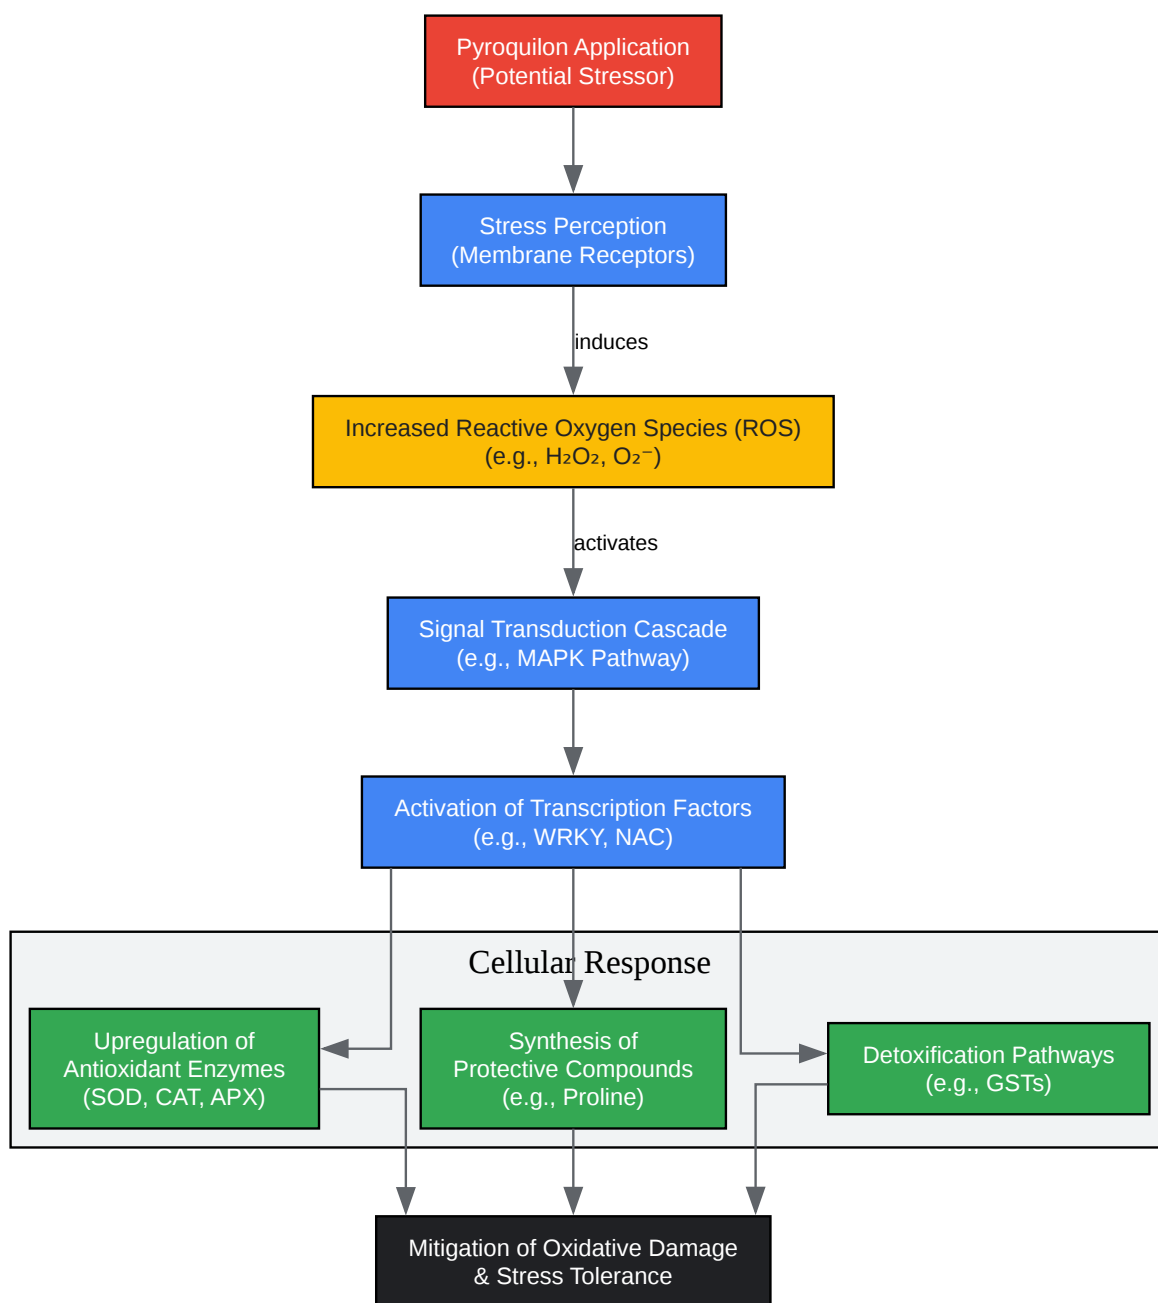 Pyroquilon Application
(Potential Stressor)
Stress Perception
(Membrane Receptors)
induces
Increased Reactive Oxygen Species (ROS)
(e.g., H₂O₂, O₂⁻)
activates
Signal Transduction Cascade
(e.g., MAPK Pathway)
Activation of Transcription Factors
(e.g., WRKY, NAC)
Cellular Response
Upregulation of
Antioxidant Enzymes
(SOD, CAT, APX)
Synthesis of
Protective Compounds
(e.g., Proline)
Detoxification Pathways
(e.g., GSTs)
Mitigation of Oxidative Damage
& Stress Tolerance